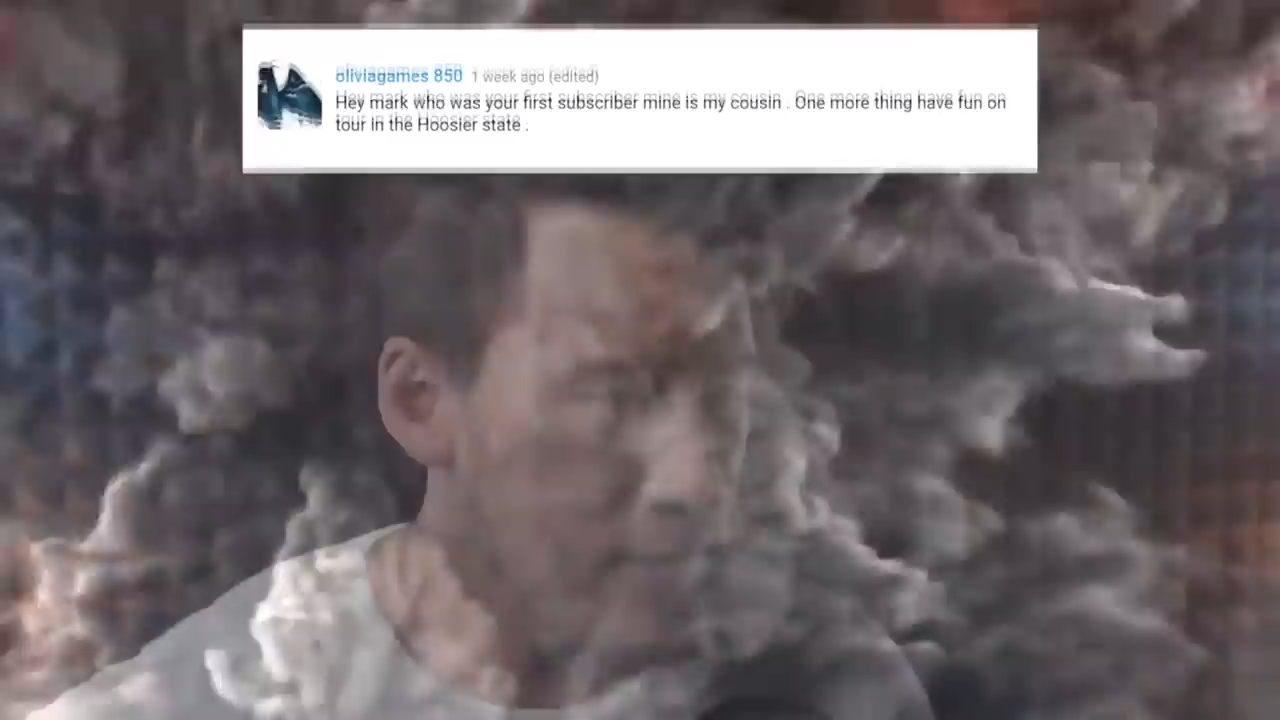 oliviagames 850 1 week ago (edited)
Hey mark who was your first subscriber mine is my cousin . One more thing have fun on
tour in the Hoosier state .